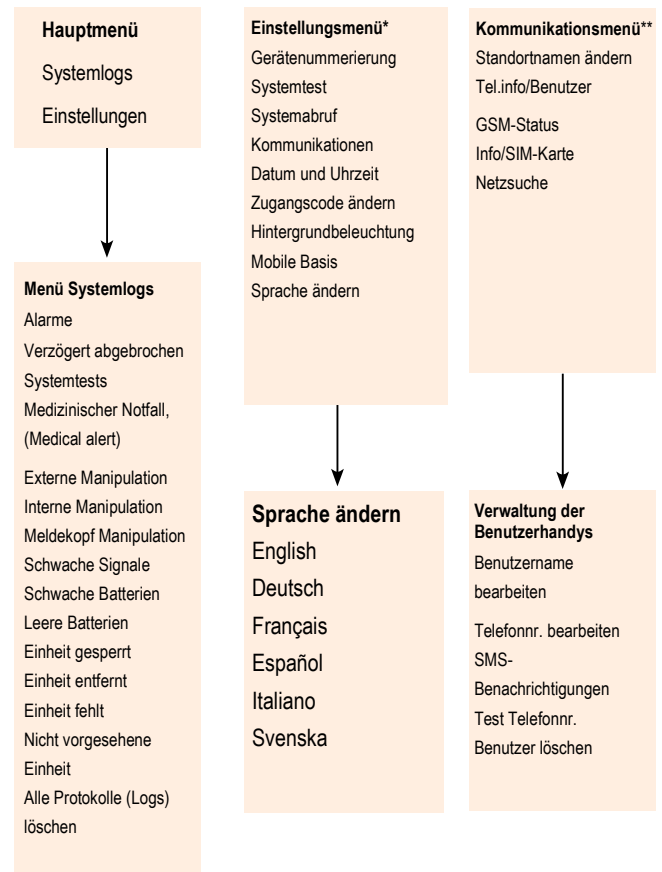 Hauptmenü
Systemlogs
Einstellungen
Menü Systemlogs
Alarme
Verzögert abgebrochen
Systemtests
Medizinischer Notfall,
(Medical alert)
Externe Manipulation
Interne Manipulation
Meldekopf Manipulation
Schwache Signale
Schwache Batterien
Leere Batterien
Einheit gesperrt
Einheit entfernt
Einheit fehlt
Nicht vorgesehene
Einheit
Alle Protokolle (Logs)
löschen
Einstellungsmenü*
Gerätenummerierung
Systemtest
Systemabruf
Kommunikationen
Datum und Uhrzeit
Zugangscode ändern
Hintergrundbeleuchtung
Mobile Basis
Sprache ändern
Sprache ändern
English
Deutsch
Français
Español
Italiano
Svenska
Kommunikationsmenü**
Standortnamen ändern
Tel.info/Benutzer
GSM-Status
Info/SIM-Karte
Netzsuche
Verwaltung der
Benutzerhandys
Benutzername
bearbeiten
Telefonnr. bearbeiten
SMS-
Benachrichtigungen
Test Telefonnr.
Benutzer löschen